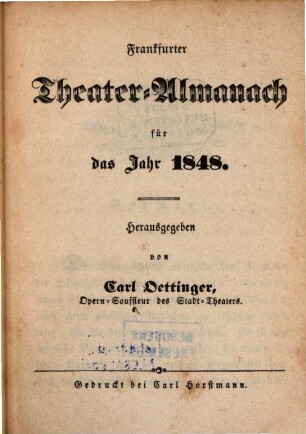 Frankfurter
Theater-Almanach
für
das Jahr 1848.
Herausgegeben
von
Carl Oettinger,
Opern-Souffleur des Stadt-Theaters.
Gedruckt bei Carl Horstmann.